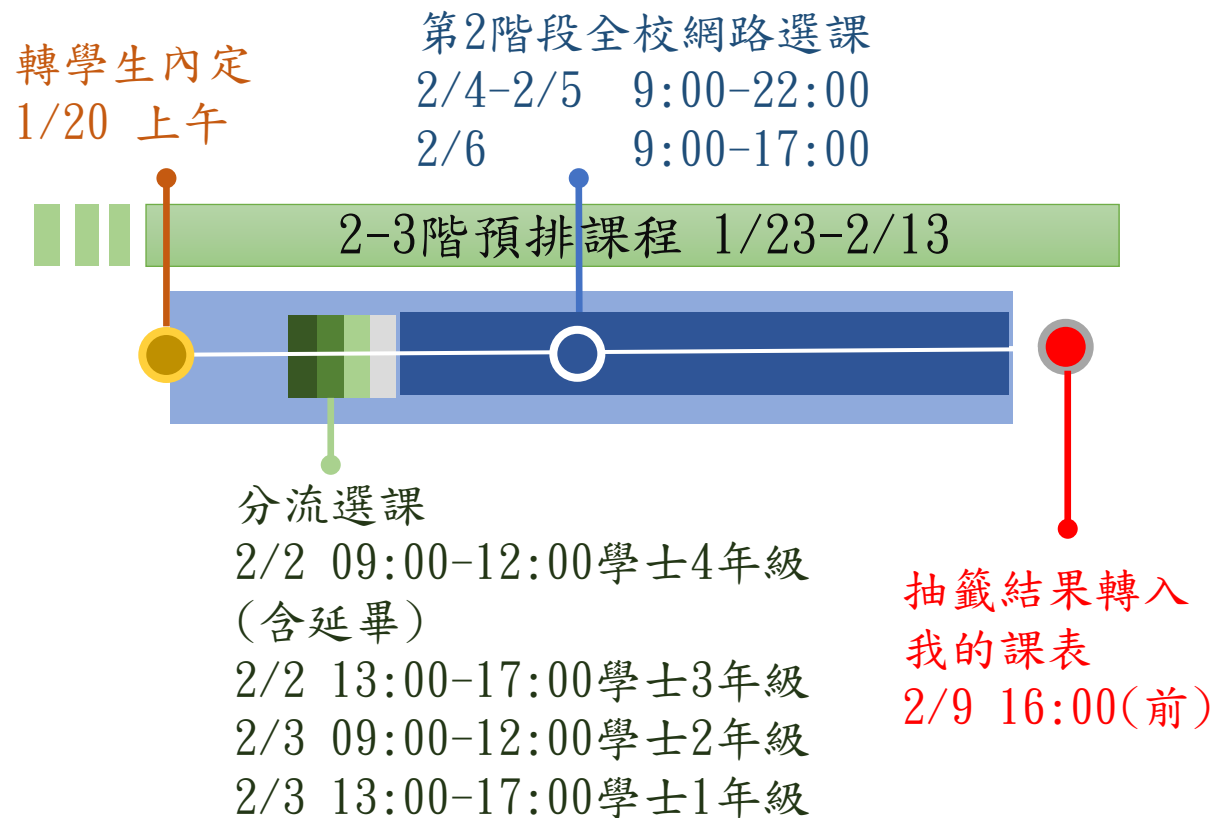 轉學生內定
1/20 上午
第2階段全校網路選課
2/4-2/5 9:00-22:00
2/6 9:00-17:00
2-3階預排課程 1/23-2/13
分流選課
2/2 09:00-12:00學士4年級
(含延畢)
2/2 13:00-17:00學士3年級
2/3 09:00-12:00學士2年級
2/3 13:00-17:00學士1年級
抽籤結果轉入
我的課表
2/9 16:00(前)